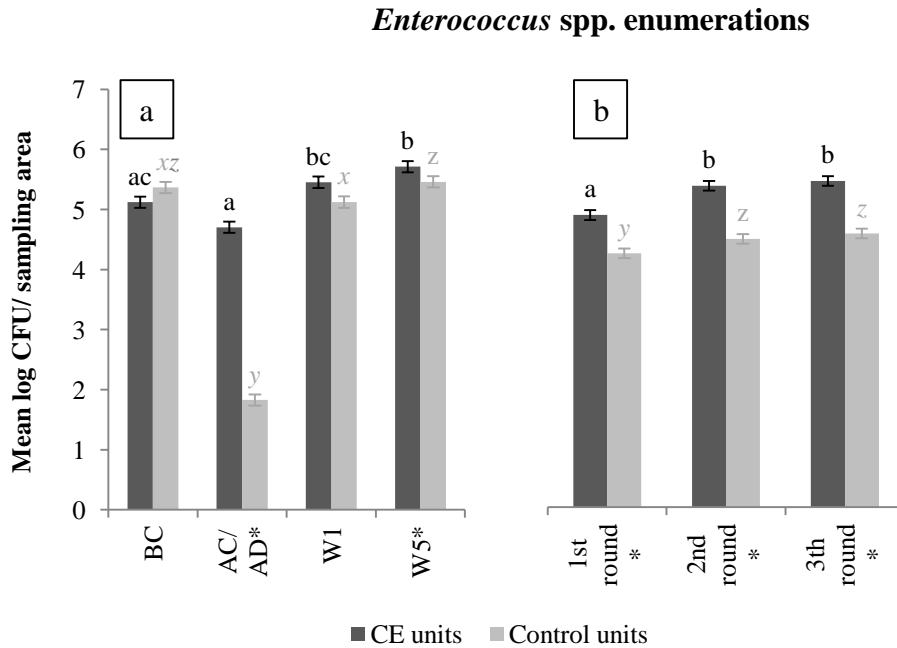 Enterococcus spp. enumerations
Mean log CFU/ sampling area
7
6
5
4
3
2
1
0
a
ac
xz
a
y
bc
x
b
z
BC
AC/
AD*
W1
W5*
b
a
y
b
z
b
z
1st
round
*
2nd
round
*
3th
round
*
CE units
Control units